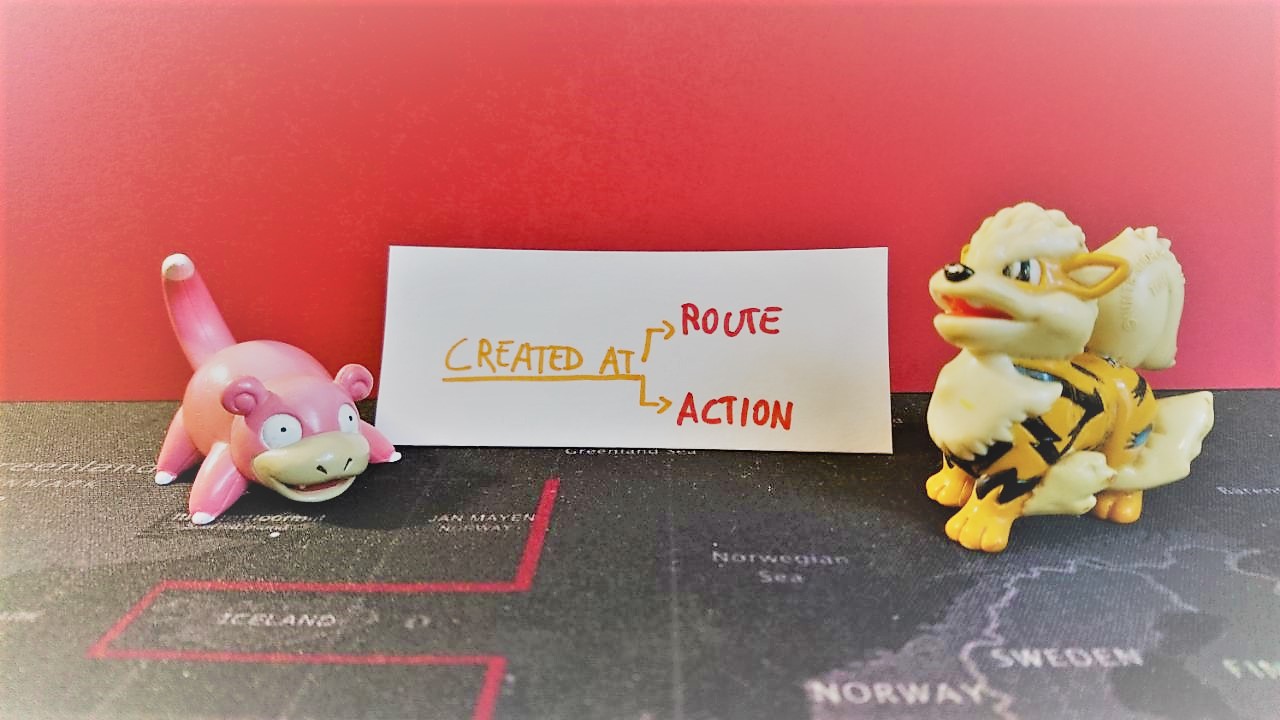 ROUTE
CREATED AT
ACTION
Greenland Sea
JAN MAYEN
NORWAY
Norwegian
Sea
ICELAND
SWEDEN
NORWAY